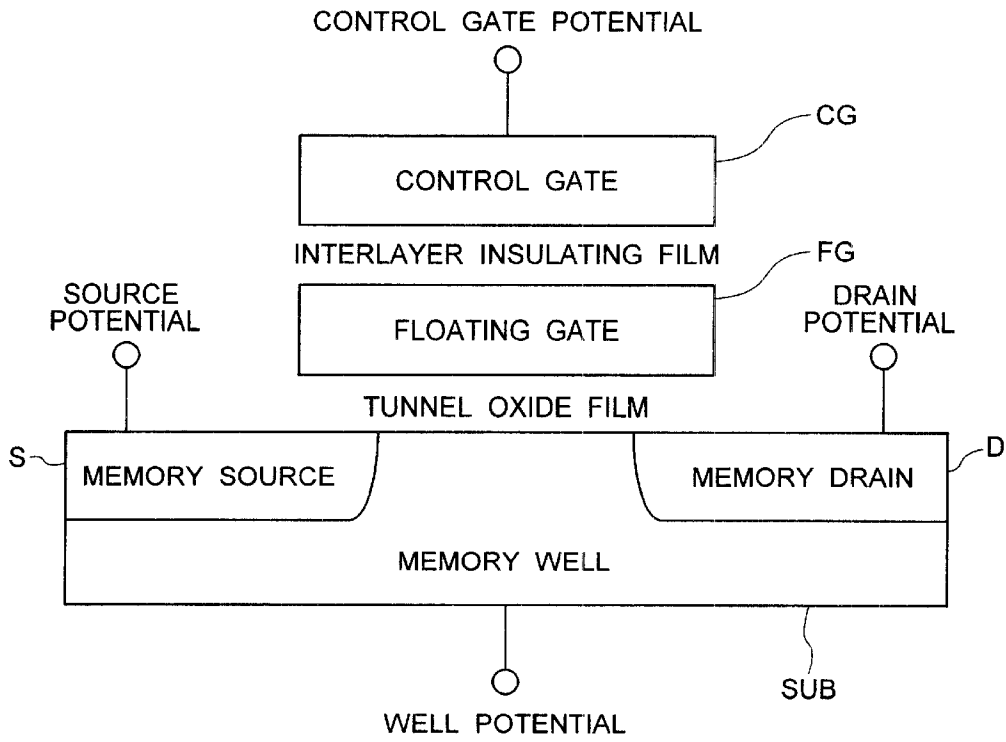 CONTROL GATE POTENTIAL
CG
CONTROL GATE
INTERLAYER INSULATING FILM
FG
SOURCE
POTENTIAL
DRAIN
POTENTIAL
FLOATING GATE
TUNNEL OXIDE FILM
S
MEMORY SOURCE
MEMORY DRAIN
D
MEMORY WELL
SUB
WELL POTENTIAL